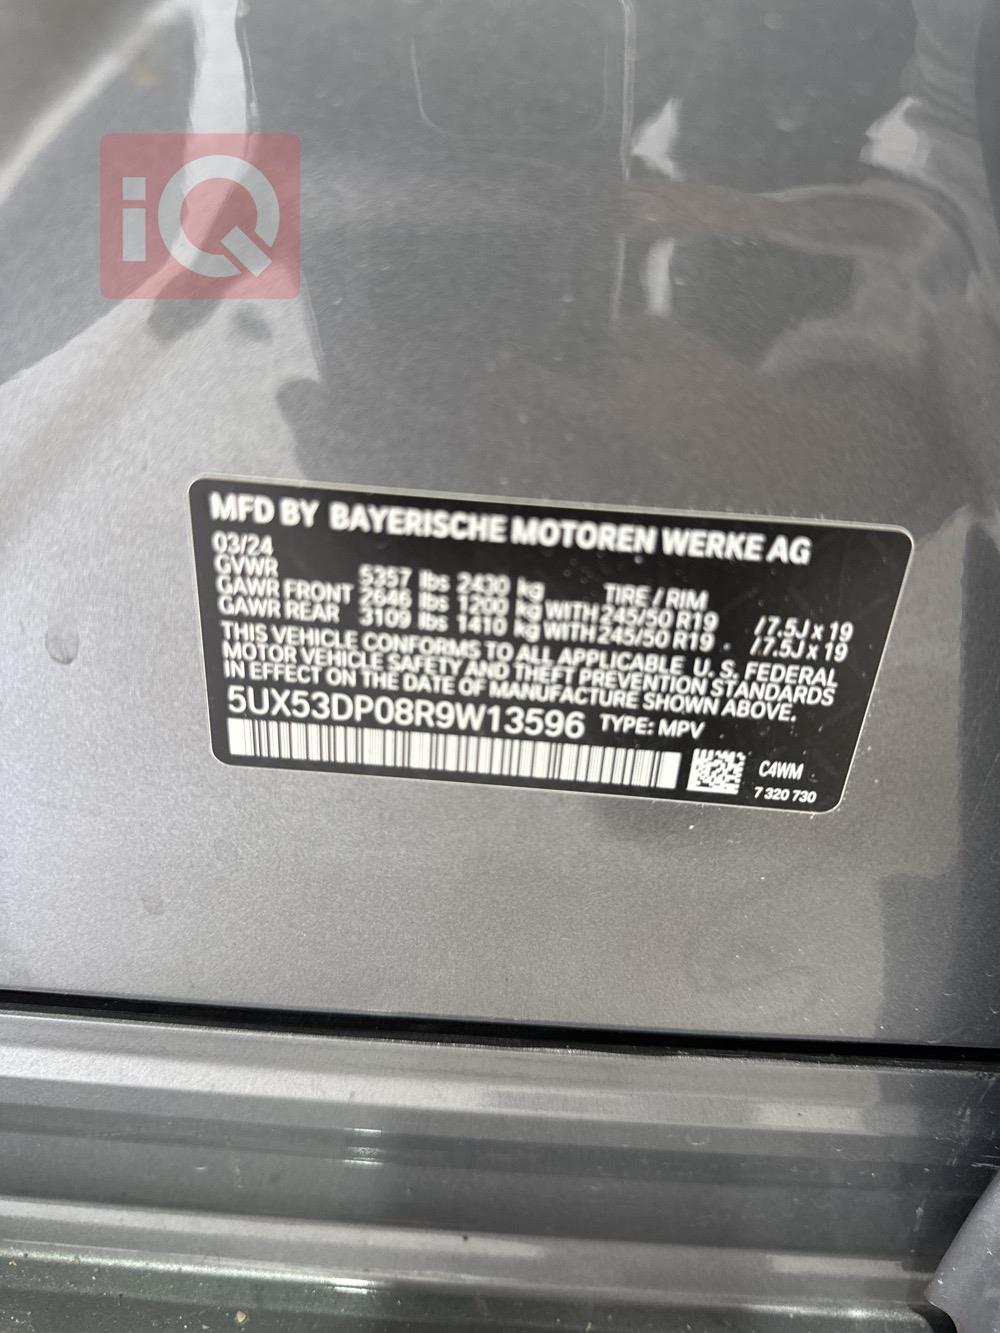 iQ
MFD BY BAYERISCHE MOTOREN WERKE AG
03/24
GVWR 5357 lbs 2430 kg TIRE / RIM
GAWR FRONT 2646 lbs 1200 kg WITH 245/50 R19 /7.5J x 19
GAWR REAR 3109 lbs 1410 kg WITH 245/50 R19 /7.5J x 19
THIS VEHICLE CONFORMS TO ALL APPLICABLE U. S. FEDERAL
MOTOR VEHICLE SAFETY AND THEFT PREVENTION STANDARDS
IN EFFECT ON THE DATE OF MANUFACTURE SHOWN ABOVE.
5UX53DP08R9W13596 TYPE: MPV
C4WM
7 320 730